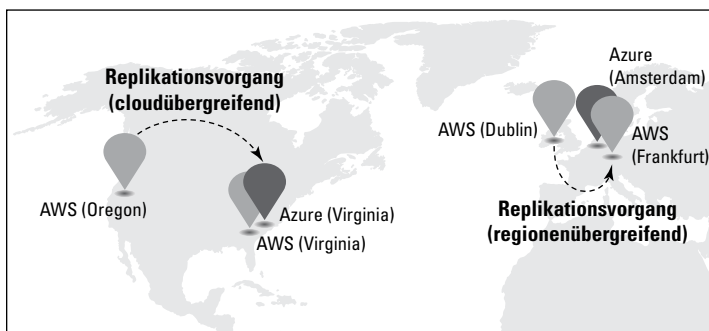 Replikationsvorgang
(cloudübergreifend)
AWS (Oregon)
Azure (Virginia)
AWS (Virginia)
Azure
(Amsterdam)
AWS (Dublin)
AWS
(Frankfurt)
Replikationsvorgang
(regionenübergreifend)